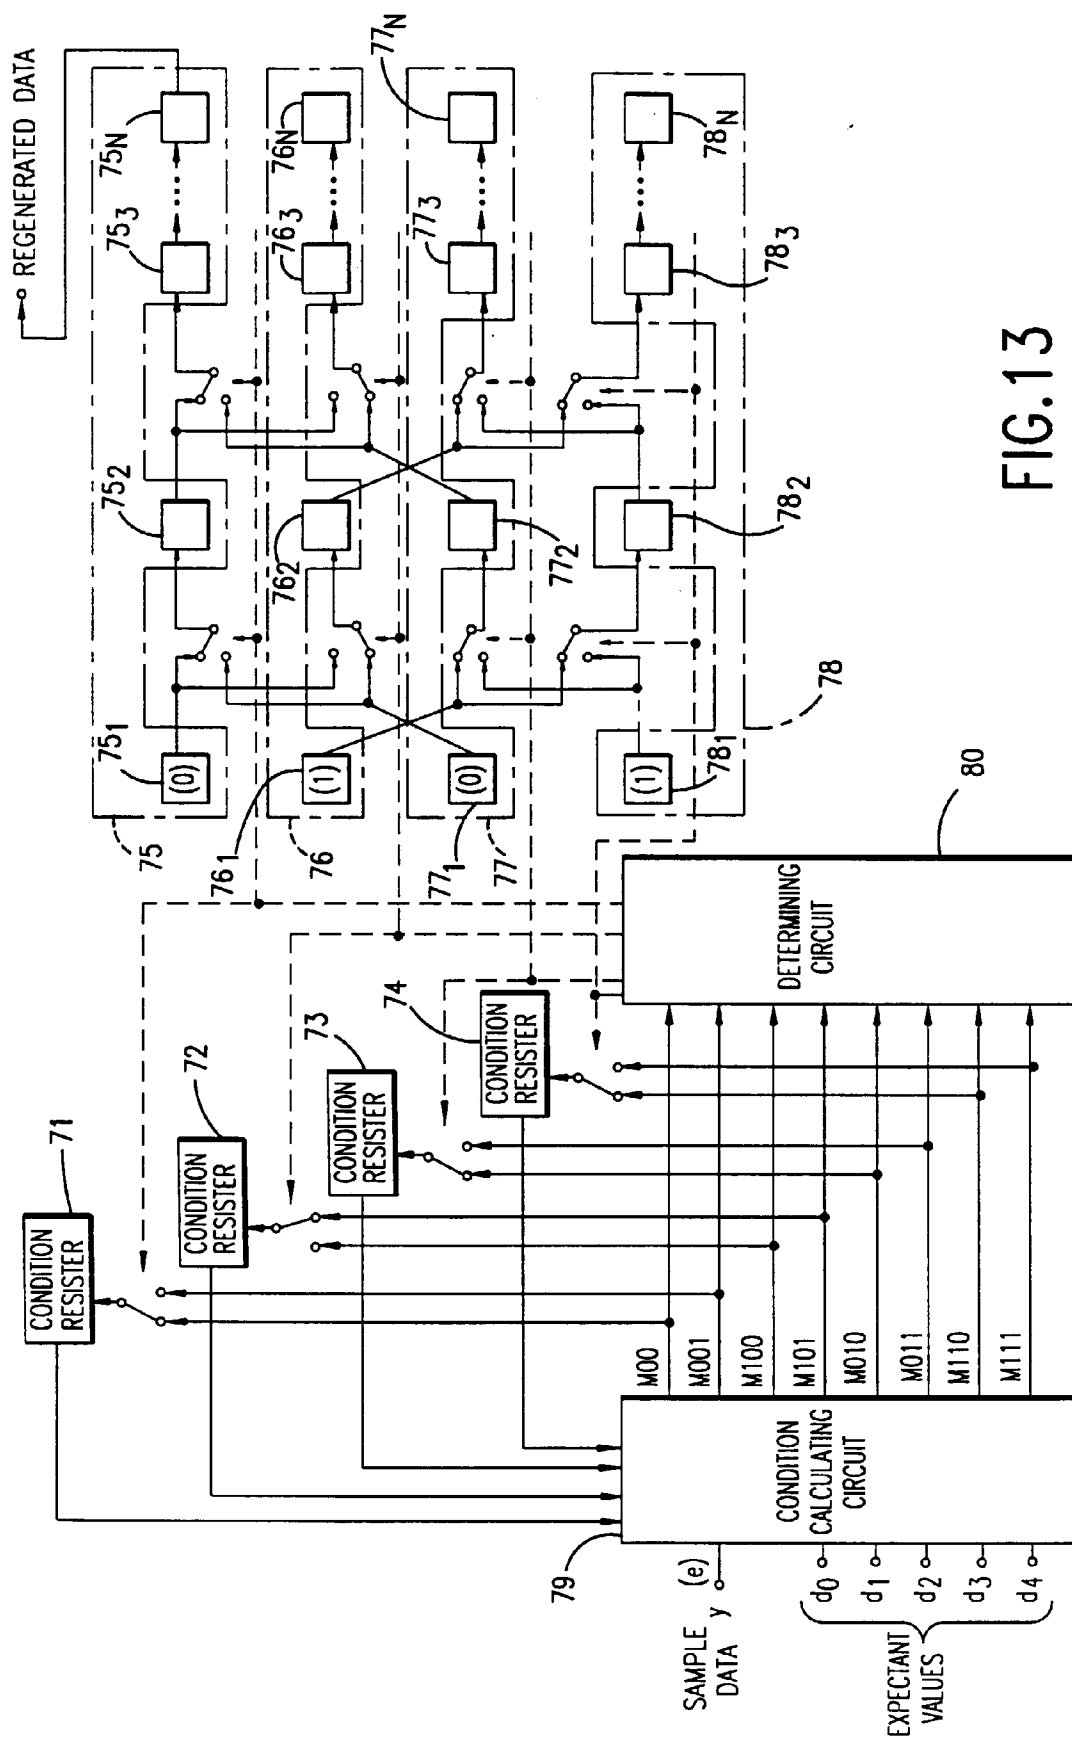 REGENERATED DATA
71
CONDITION
RESISTER
72
CONDITION
RESISTER
73
CONDITION
RESISTER
74
CONDITION
RESISTER
75
751
(0)
752
753
75N
76
761
(1)
762
763
76N
77
771
(0)
772
773
77N
78
781
(1)
782
783
78N
79
CONDITION
CALCULATING
CIRCUIT
M00
M001
M100
M101
M010
M011
M110
M111
80
DETERMINING
CIRCUIT
SAMPLE
DATA y
(e)
EXPECTANT
VALUES
d0
d1
d2
d3
d4
FIG.13